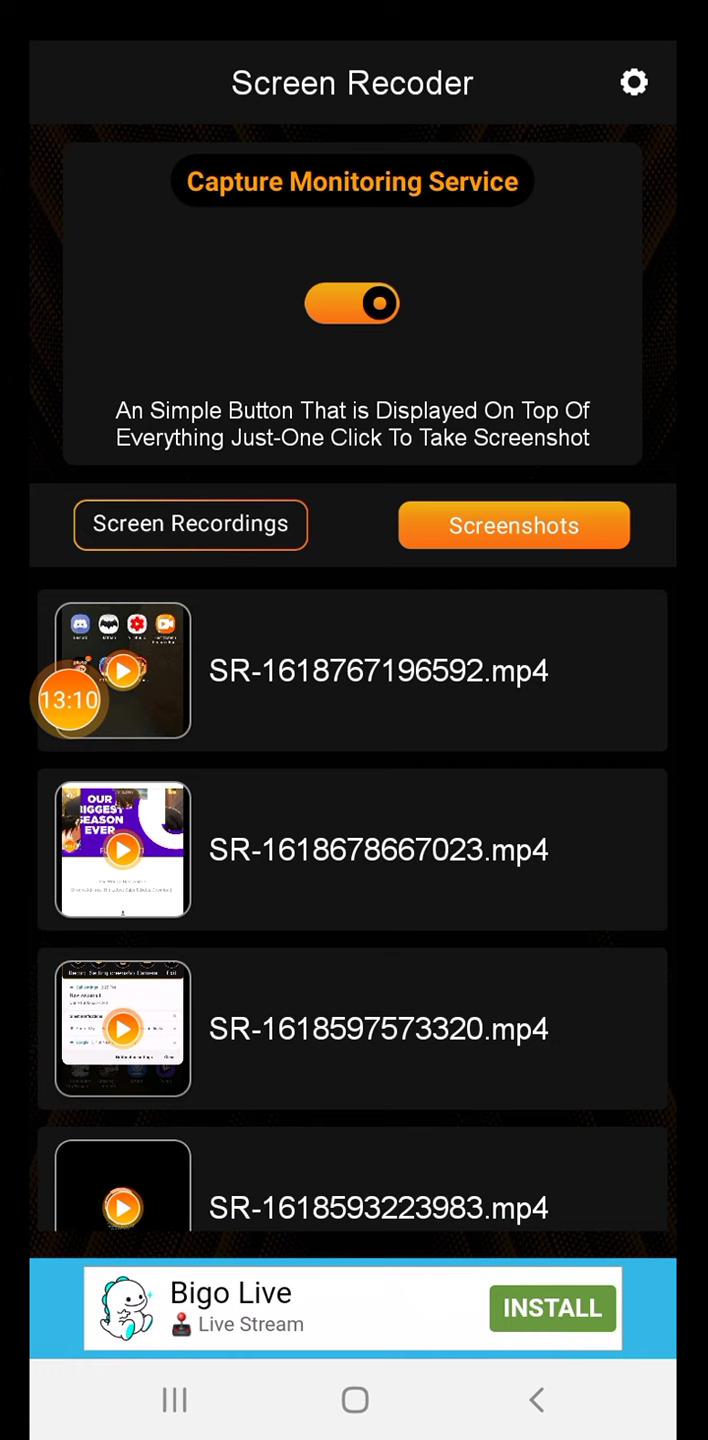 Screen Recoder
Capture Monitoring Service
An Simple Button That is Displayed On Top Of
Everything Just-One Click To Take Screenshot
Screen Recordings
Screenshots
SR-1618767196592.mp4
13:10
OUR
BIGGEST
SEASON
EVER
SR-1618678667023.mp4
SR-1618597573320.mp4
SR-1618593223983.mp4
Bigo Live
Live Stream
INSTALL